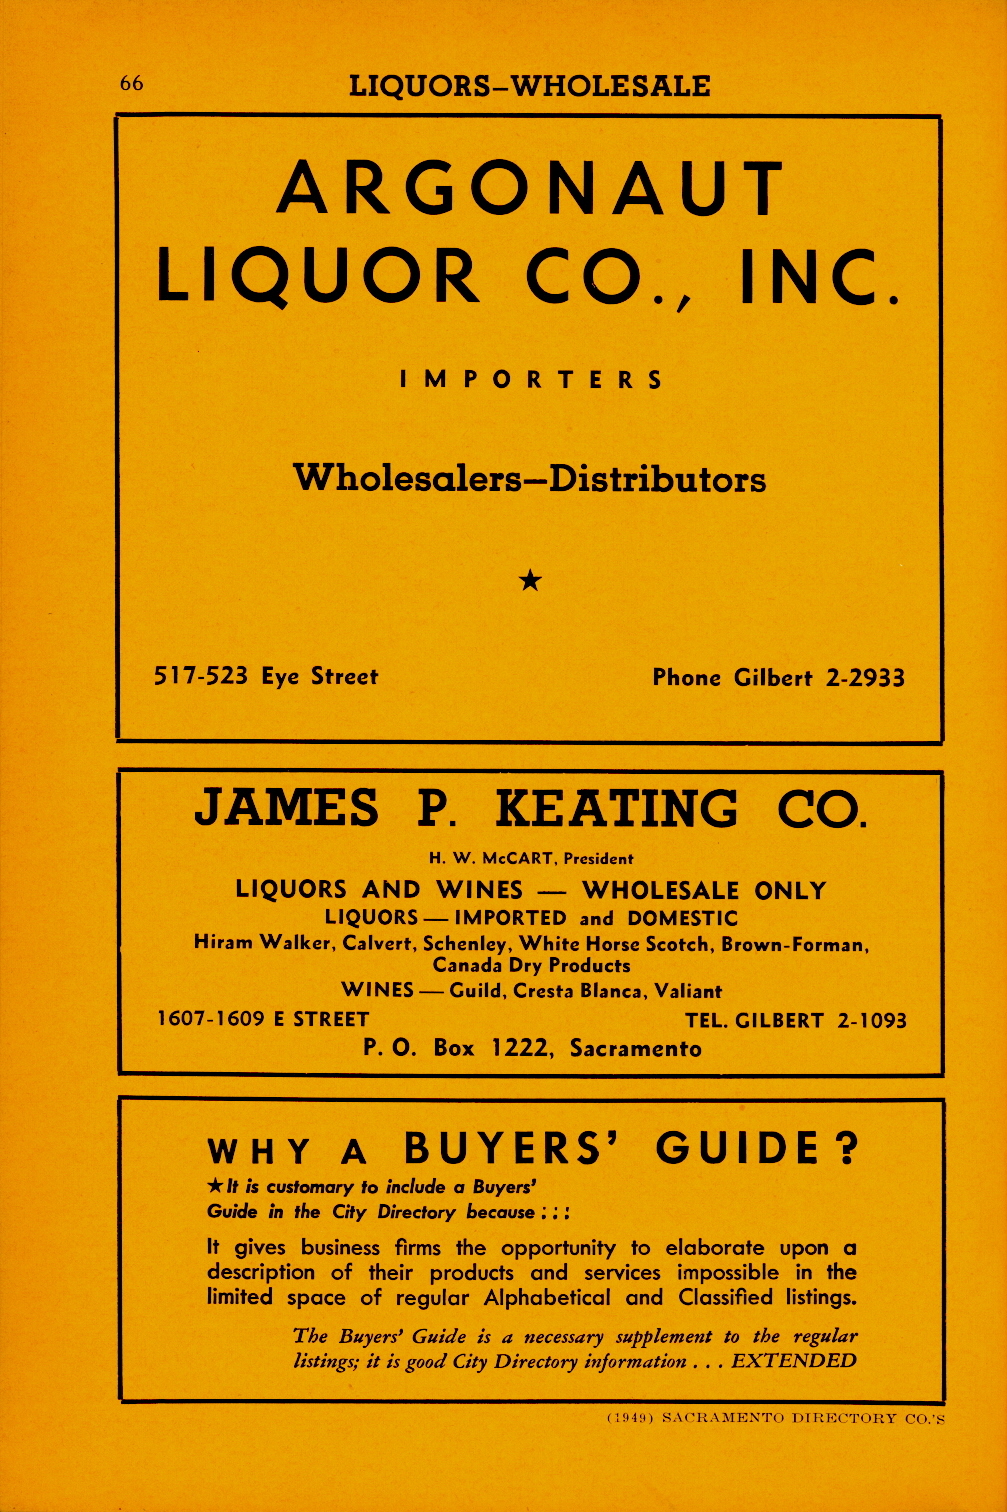 66
LIQUORS—WHOLESALE
ARGONAUT
LIQUOR CO., INC.
IMPORTERS
Wholesalers—Distributors
★
517-523 Eye Street Phone Gilbert 2-2933
JAMES P. KEATING CO.
H. W. McCART, President
LIQUORS AND WINES — WHOLESALE ONLY
LIQUORS — IMPORTED and DOMESTIC
Hiram Walker, Calvert, Schenley, White Horse Scotch, Brown-Forman,
Canada Dry Products
WINES — Guild, Cresta Blanca, Valiant
1607-1609 E STREET TEL. GILBERT 2-1093
P. O. Box 1222, Sacramento
WHY A BUYERS' GUIDE?
★It is customary to include a Buyers'
Guide in the City Directory because ; : :
It gives business firms the opportunity to elaborate upon a
description of their products and services impossible in the
limited space of regular Alphabetical and Classified listings.
The Buyers' Guide is a necessary supplement to the regular
listings; it is good City Directory information . . . EXTENDED
(1949) SACRAMENTO DIRECTORY CO.'S